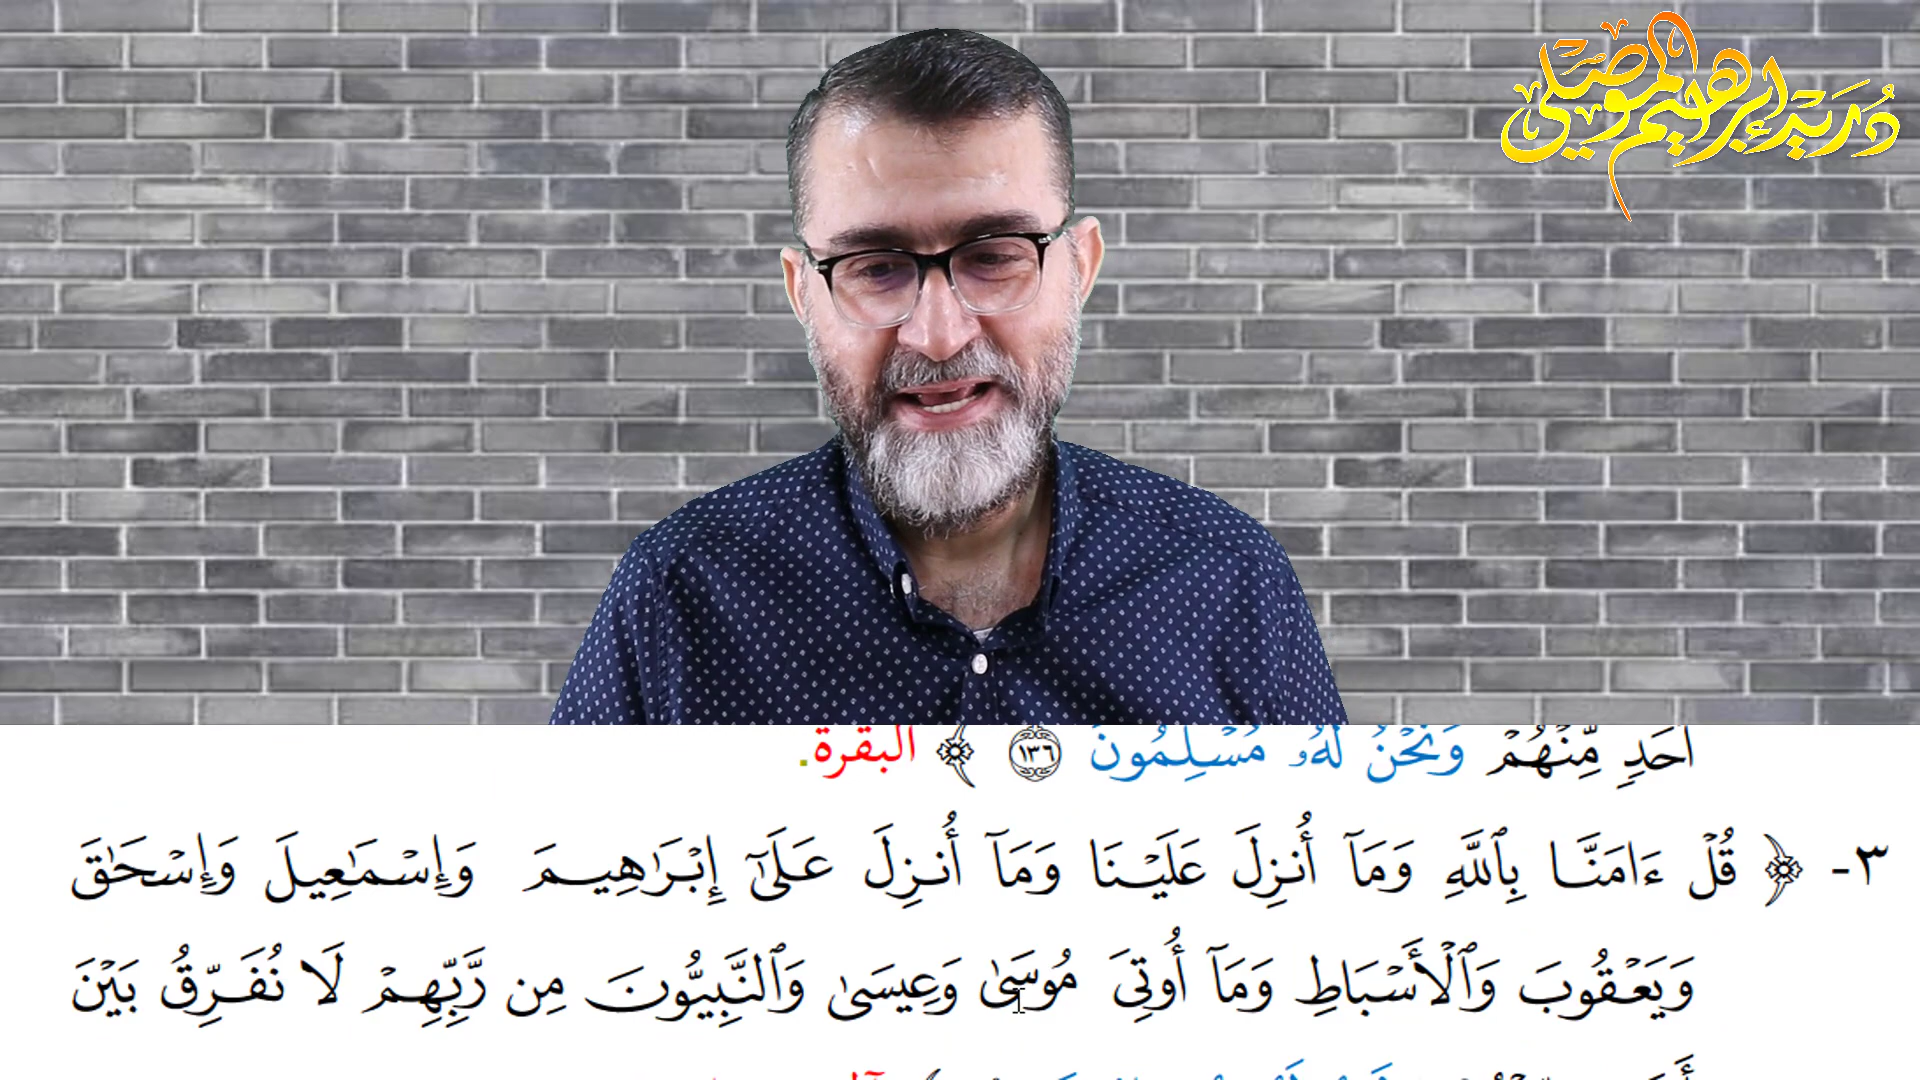 دُرَيْد إبراهيم الموصلي
أَحَدٍ مِّنْهُمْ وَنَحْنُ لَهُۥ مُسْلِمُونَ ١٣٦ ﴾ البقرة.
٣- ﴿ قُلْ ءَامَنَّا بِٱللَّهِ وَمَآ أُنزِلَ عَلَيْنَا وَمَآ أُنزِلَ عَلَىٰٓ إِبْرَٰهِيمَ وَإِسْمَٰعِيلَ وَإِسْحَٰقَ
وَيَعْقُوبَ وَٱلْأَسْبَاطِ وَمَآ أُوتِىَ مُوسَىٰ وَعِيسَىٰ وَٱلنَّبِيُّونَ مِن رَّبِّهِمْ لَا نُفَرِّقُ بَيْنَ